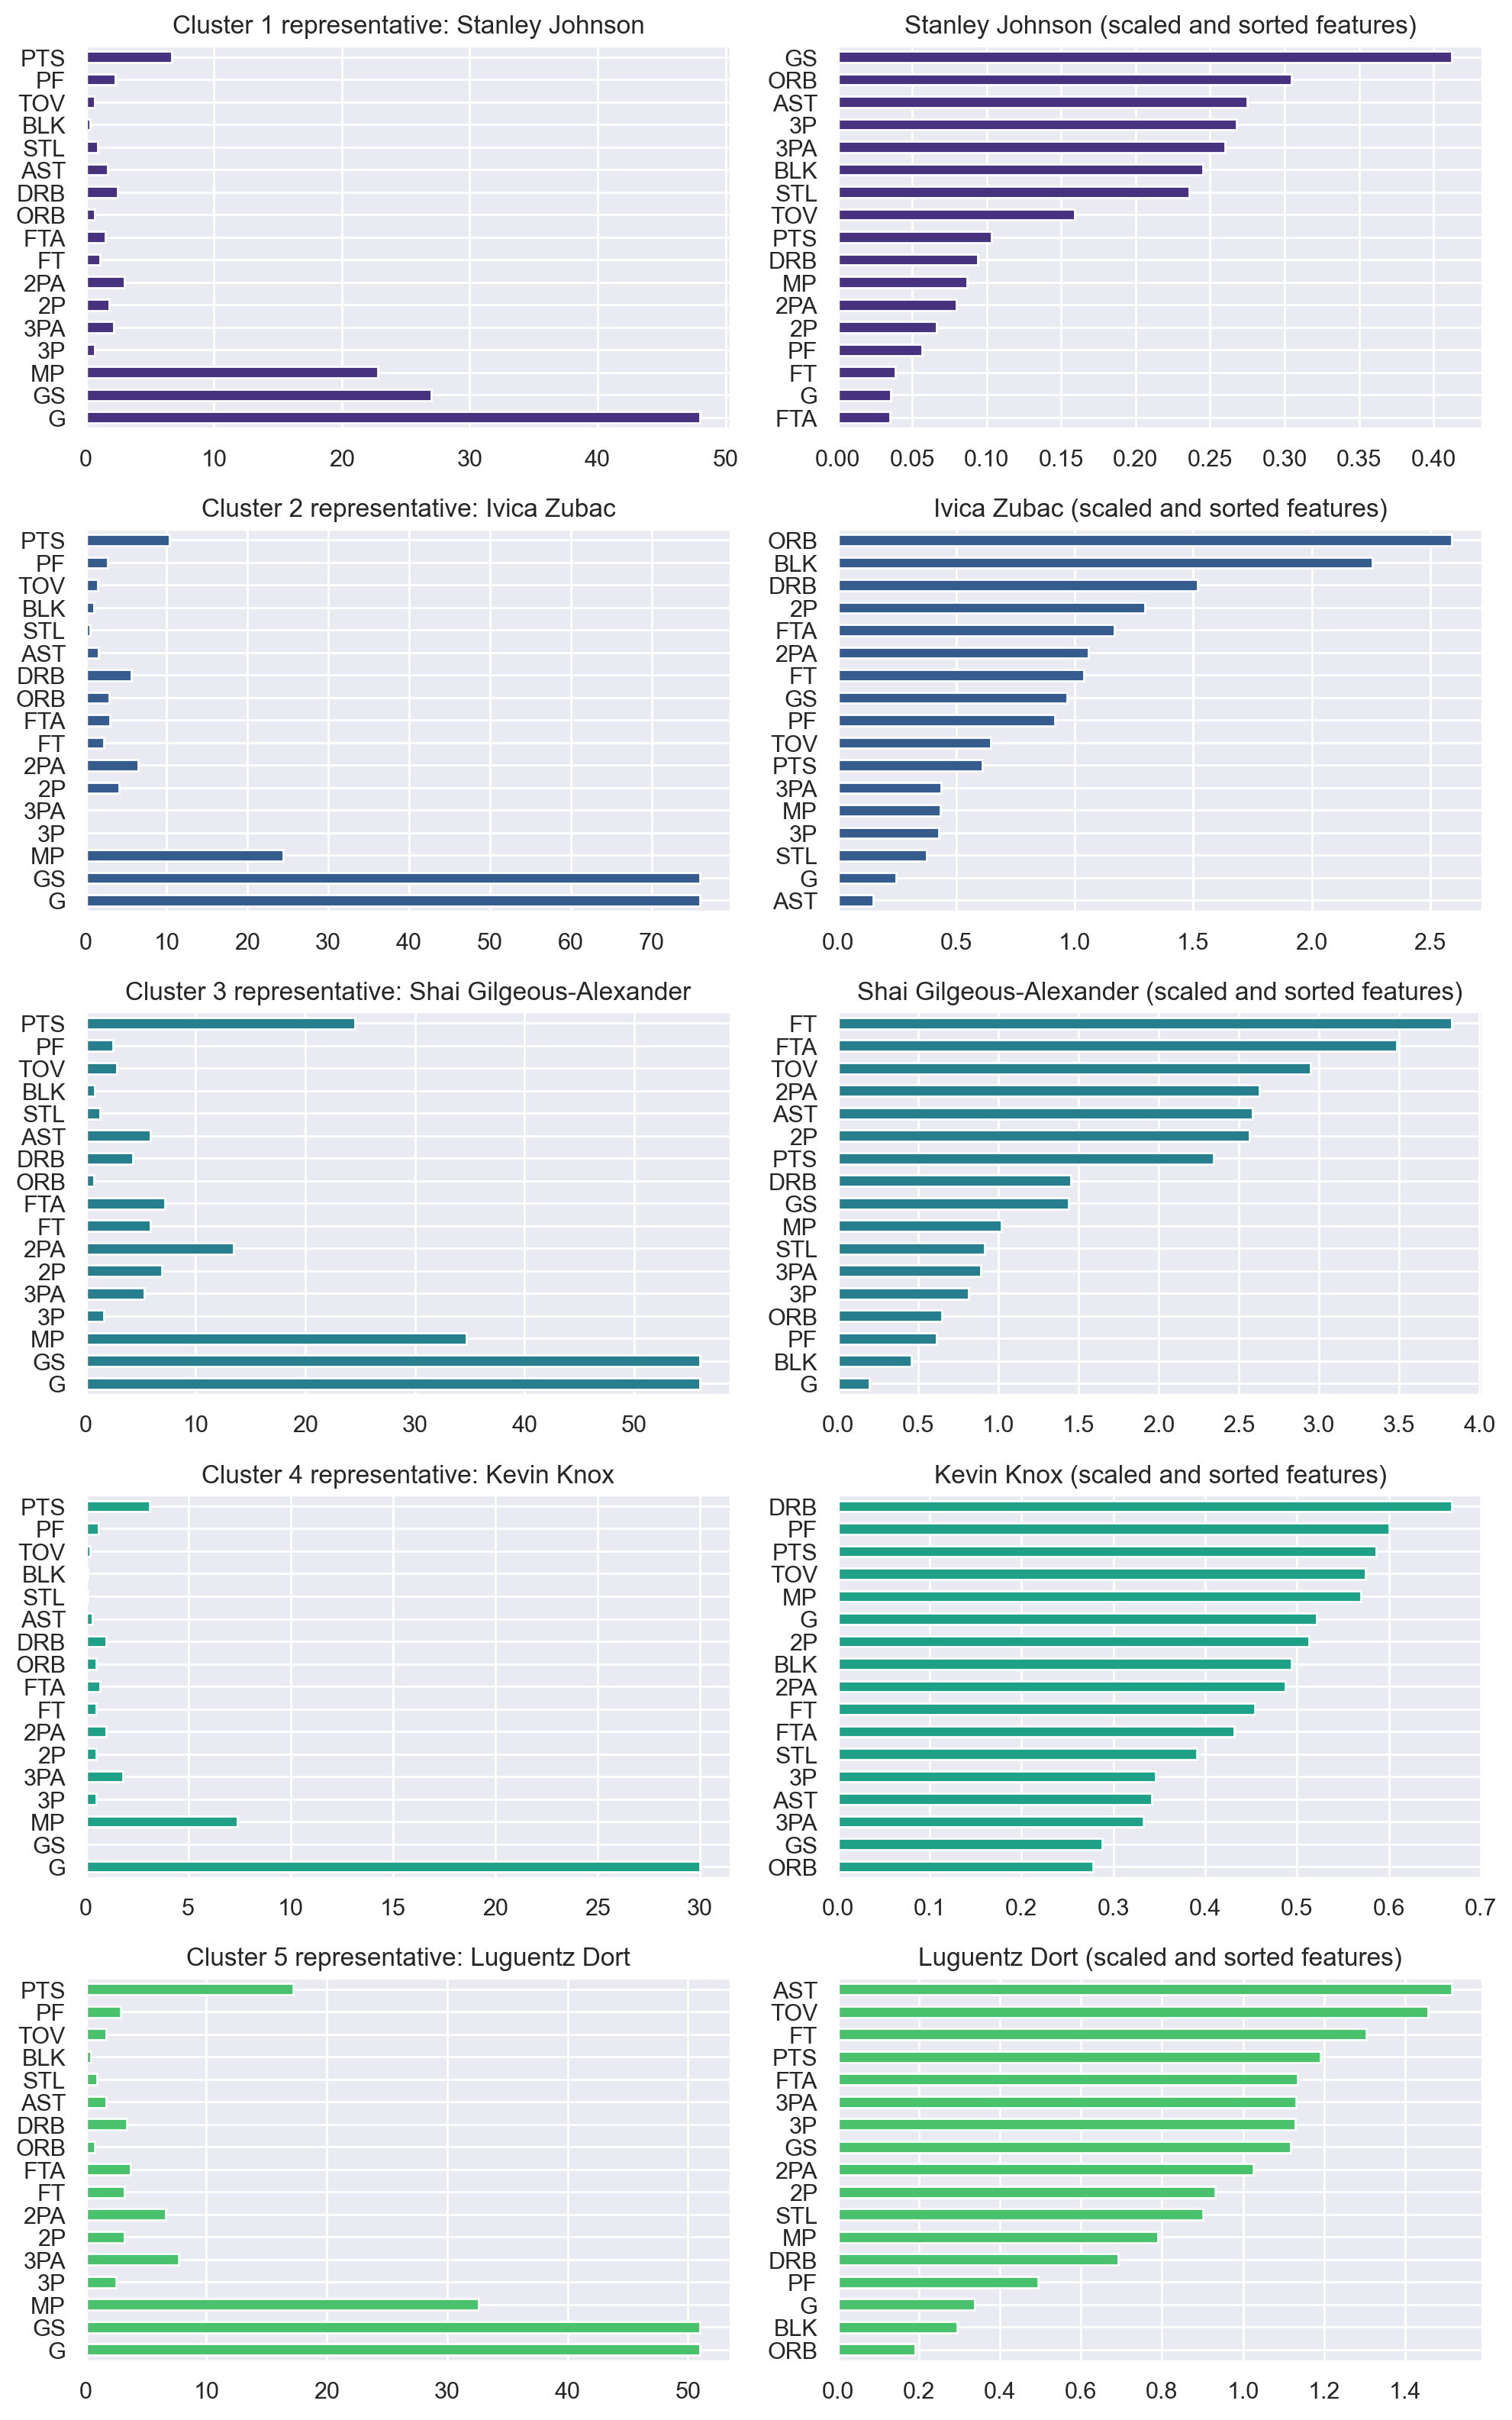 Cluster 1 representative: Stanley Johnson
PTS
PF
TOV
BLK
STL
AST
DRB
ORB
FTA
FT
2PA
2P
3PA
3P
MP
GS
G
0 10 20 30 40 50
Stanley Johnson (scaled and sorted features)
GS
ORB
AST
3P
3PA
BLK
STL
TOV
PTS
DRB
MP
2PA
2P
PF
FT
G
FTA
0.00 0.05 0.10 0.15 0.20 0.25 0.30 0.35 0.40
Cluster 2 representative: Ivica Zubac
PTS
PF
TOV
BLK
STL
AST
DRB
ORB
FTA
FT
2PA
2P
3PA
3P
MP
GS
G
0 10 20 30 40 50 60 70
Ivica Zubac (scaled and sorted features)
ORB
BLK
DRB
2P
FTA
2PA
FT
GS
PF
TOV
PTS
3PA
MP
3P
STL
G
AST
0.0 0.5 1.0 1.5 2.0 2.5
Cluster 3 representative: Shai Gilgeous-Alexander
PTS
PF
TOV
BLK
STL
AST
DRB
ORB
FTA
FT
2PA
2P
3PA
3P
MP
GS
G
0 10 20 30 40 50
Shai Gilgeous-Alexander (scaled and sorted features)
FT
FTA
TOV
2PA
AST
2P
PTS
DRB
GS
MP
STL
3PA
3P
ORB
PF
BLK
G
0.0 0.5 1.0 1.5 2.0 2.5 3.0 3.5 4.0
Cluster 4 representative: Kevin Knox
PTS
PF
TOV
BLK
STL
AST
DRB
ORB
FTA
FT
2PA
2P
3PA
3P
MP
GS
G
0 5 10 15 20 25 30
Kevin Knox (scaled and sorted features)
DRB
PF
PTS
TOV
MP
G
2P
BLK
2PA
FT
FTA
STL
3P
AST
3PA
GS
ORB
0.0 0.1 0.2 0.3 0.4 0.5 0.6 0.7
Cluster 5 representative: Luguentz Dort
PTS
PF
TOV
BLK
STL
AST
DRB
ORB
FTA
FT
2PA
2P
3PA
3P
MP
GS
G
0 10 20 30 40 50
Luguentz Dort (scaled and sorted features)
AST
TOV
FT
PTS
FTA
3PA
3P
GS
2PA
2P
STL
MP
DRB
PF
G
BLK
ORB
0.0 0.2 0.4 0.6 0.8 1.0 1.2 1.4